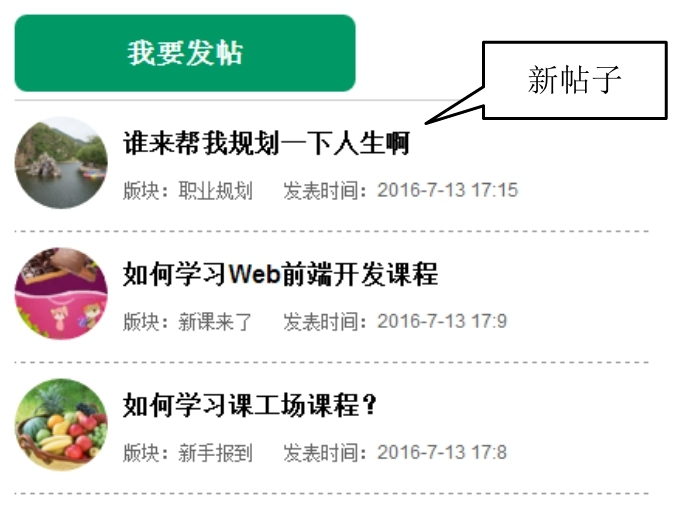 我要发帖
新帖子
谁来帮我规划一下人生啊
版块：职业规划 发表时间：2016-7-13 17:15
如何学习Web前端开发课程
版块：新课来了 发表时间：2016-7-13 17:9
如何学习课工场课程？
版块：新手报到 发表时间：2016-7-13 17:8